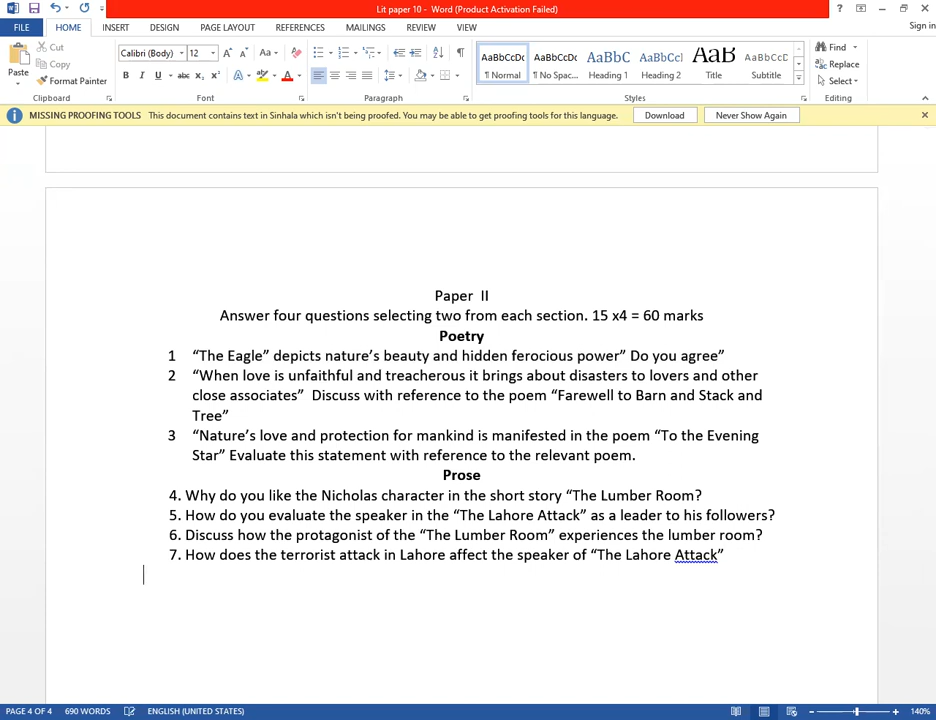 Lit paper 10 - Word (Product Activation Failed)
? 
Sign in
FILE HOME INSERT DESIGN PAGE LAYOUT REFERENCES MAILINGS REVIEW VIEW
Paste
Cut
Copy
Format Painter
Clipboard
Calibri (Body) 12
Font
Paragraph
AaBbCcDc AaBbCcDc AaBbC AaBbCcI AaB AaBbCcD
¶ Normal ¶ No Spac... Heading 1 Heading 2 Title Subtitle
Styles
Find
Replace
Select
Editing
MISSING PROOFING TOOLS This document contains text in Sinhala which isn't being proofed. You may be able to get proofing tools for this language. Download Never Show Again
Paper II
Answer four questions selecting two from each section. 15 x4 = 60 marks
Poetry
1 “The Eagle” depicts nature’s beauty and hidden ferocious power” Do you agree”
2 “When love is unfaithful and treacherous it brings about disasters to lovers and other
close associates” Discuss with reference to the poem “Farewell to Barn and Stack and
Tree”
3 “Nature’s love and protection for mankind is manifested in the poem “To the Evening
Star” Evaluate this statement with reference to the relevant poem.
Prose
4. Why do you like the Nicholas character in the short story “The Lumber Room?
5. How do you evaluate the speaker in the “The Lahore Attack” as a leader to his followers?
6. Discuss how the protagonist of the “The Lumber Room” experiences the lumber room?
7. How does the terrorist attack in Lahore affect the speaker of “The Lahore Attack”
PAGE 4 OF 4 690 WORDS ENGLISH (UNITED STATES) 140%